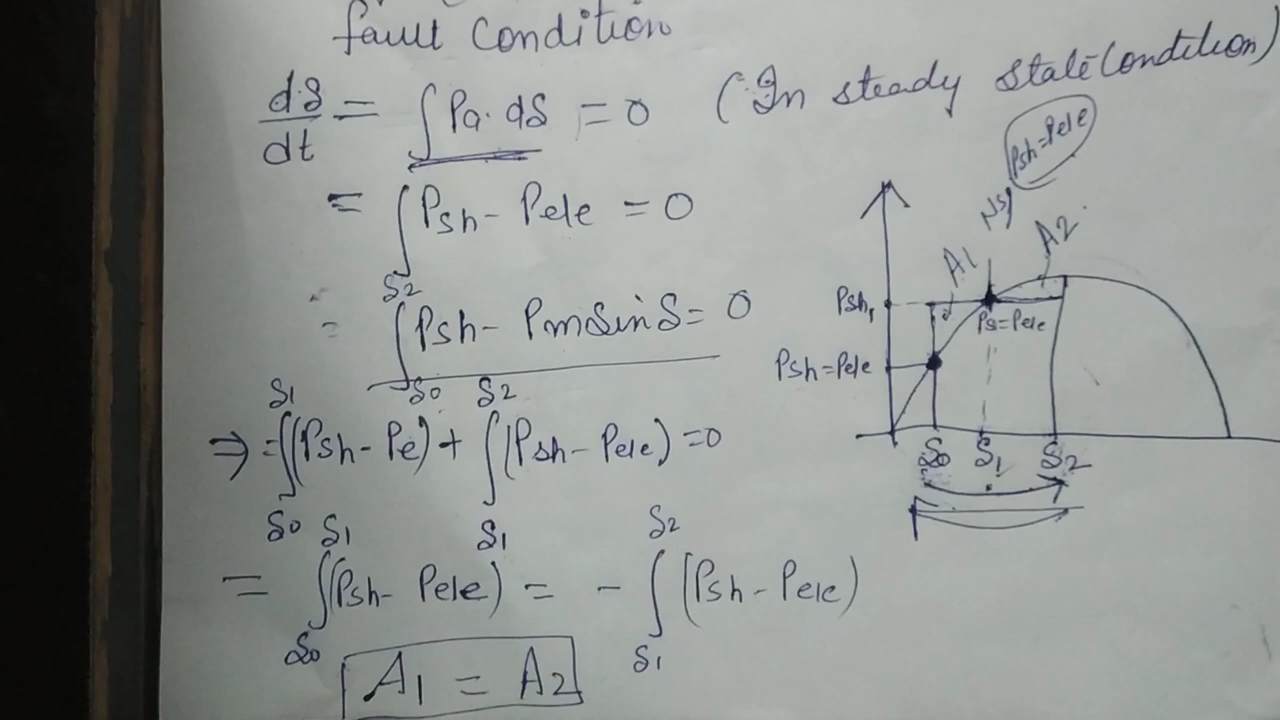 fault Condition
dδ/dt = ∫ Pa·dδ = 0 (In steady state Condition)
= ∫ Psh - Pele = 0
= ∫_{δ0}^{δ2} Psh - Pm Sin δ = 0
⇒ = ∫_{δ0}^{δ1} (Psh - Pe) + ∫_{δ1}^{δ2} (Psh - Pele) = 0
= ∫_{δ0}^{δ1} (Psh - Pele) = - ∫_{δ1}^{δ2} (Psh - Pele)
A1 = A2
Psh=Pele
Ns
A1
A2
Psh1
Ps=Pele
Psh=Pele
δ0 δ1 δ2